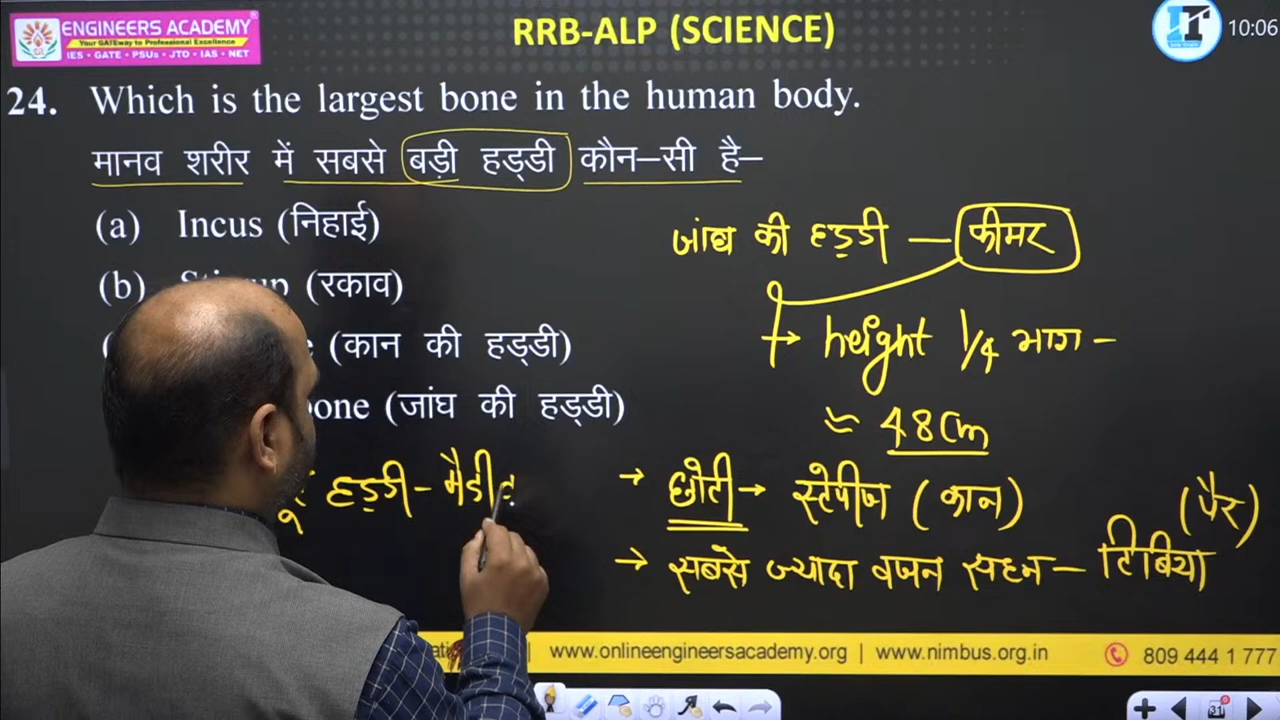 ENGINEERS ACADEMY
Your GATEway to Professional Excellence
IES • GATE • PSUs • JTO • IAS • NET
RRB-ALP (SCIENCE)
10:06
24. Which is the largest bone in the human body.
मानव शरीर में सबसे बड़ी हड्डी कौन–सी है–
(a) Incus (निहाई)
जांघ की हड्डी — फीमर
(b) (रकाव)
→ height 1/4 भाग –
(कान की हड्डी)
bone (जांघ की हड्डी)
≈ 48 Cm
हड्डी –
→ छोटी → स्टेपीज (कान)
(पैर)
→ सबसे ज्यादा वजन सहन – टिबिया
www.onlineengineersacademy.org | www.nimbus.org.in
809 444 1 777
31